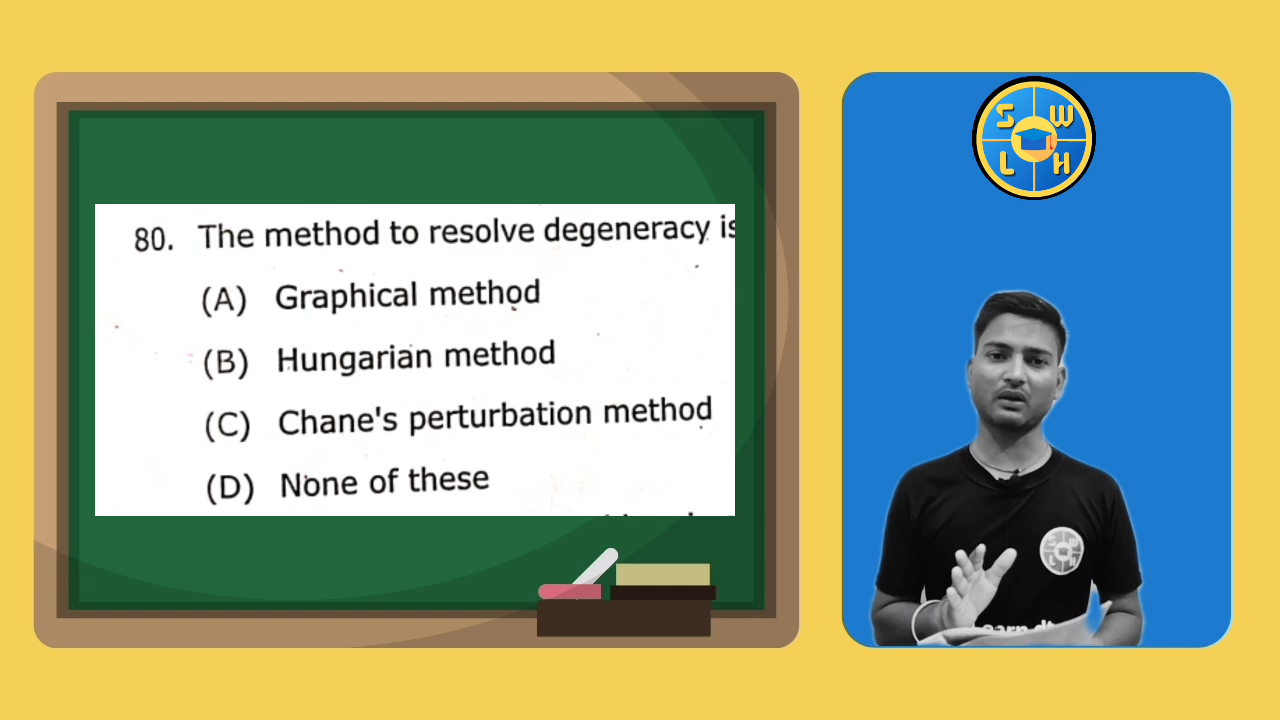 80. The method to resolve degeneracy is
(A) Graphical method
(B) Hungarian method
(C) Chane's perturbation method
(D) None of these
S W
L H
S W
L H